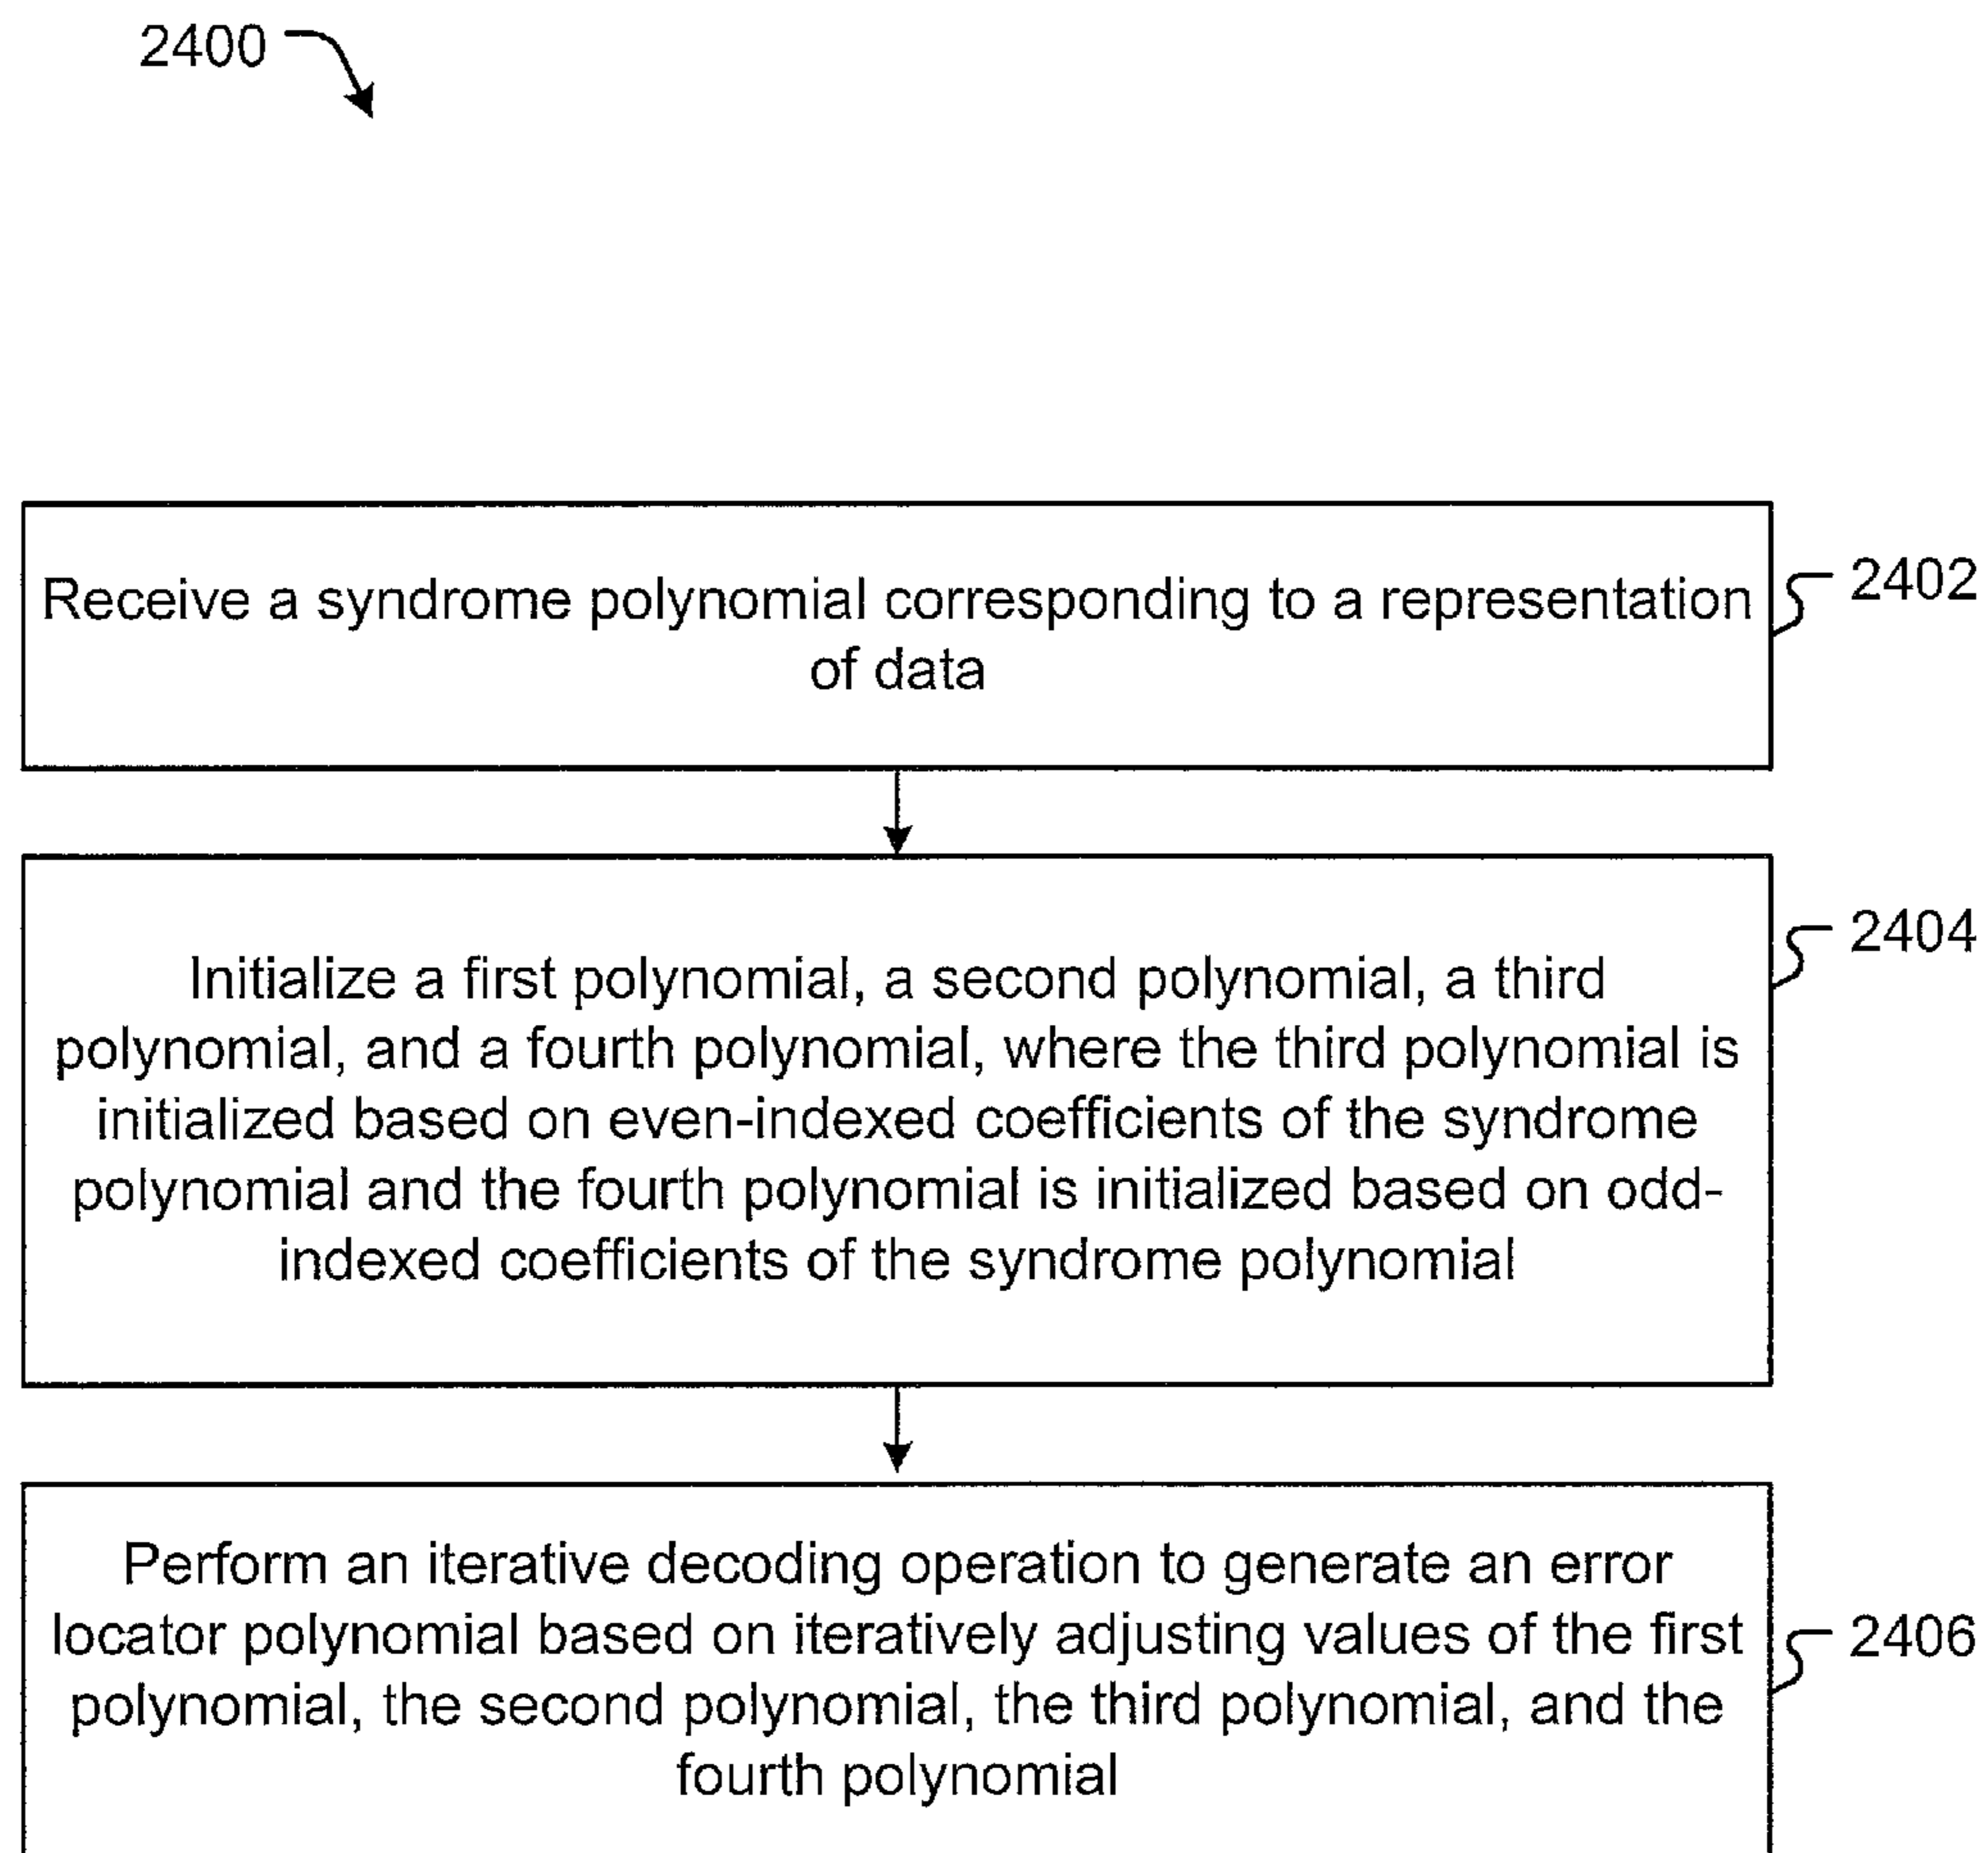 2400
Receive a syndrome polynomial corresponding to a representation
of data
2402
Initialize a first polynomial, a second polynomial, a third
polynomial, and a fourth polynomial, where the third polynomial is
initialized based on even-indexed coefficients of the syndrome
polynomial and the fourth polynomial is initialized based on odd-
indexed coefficients of the syndrome polynomial
2404
Perform an iterative decoding operation to generate an error
locator polynomial based on iteratively adjusting values of the first
polynomial, the second polynomial, the third polynomial, and the
fourth polynomial
2406